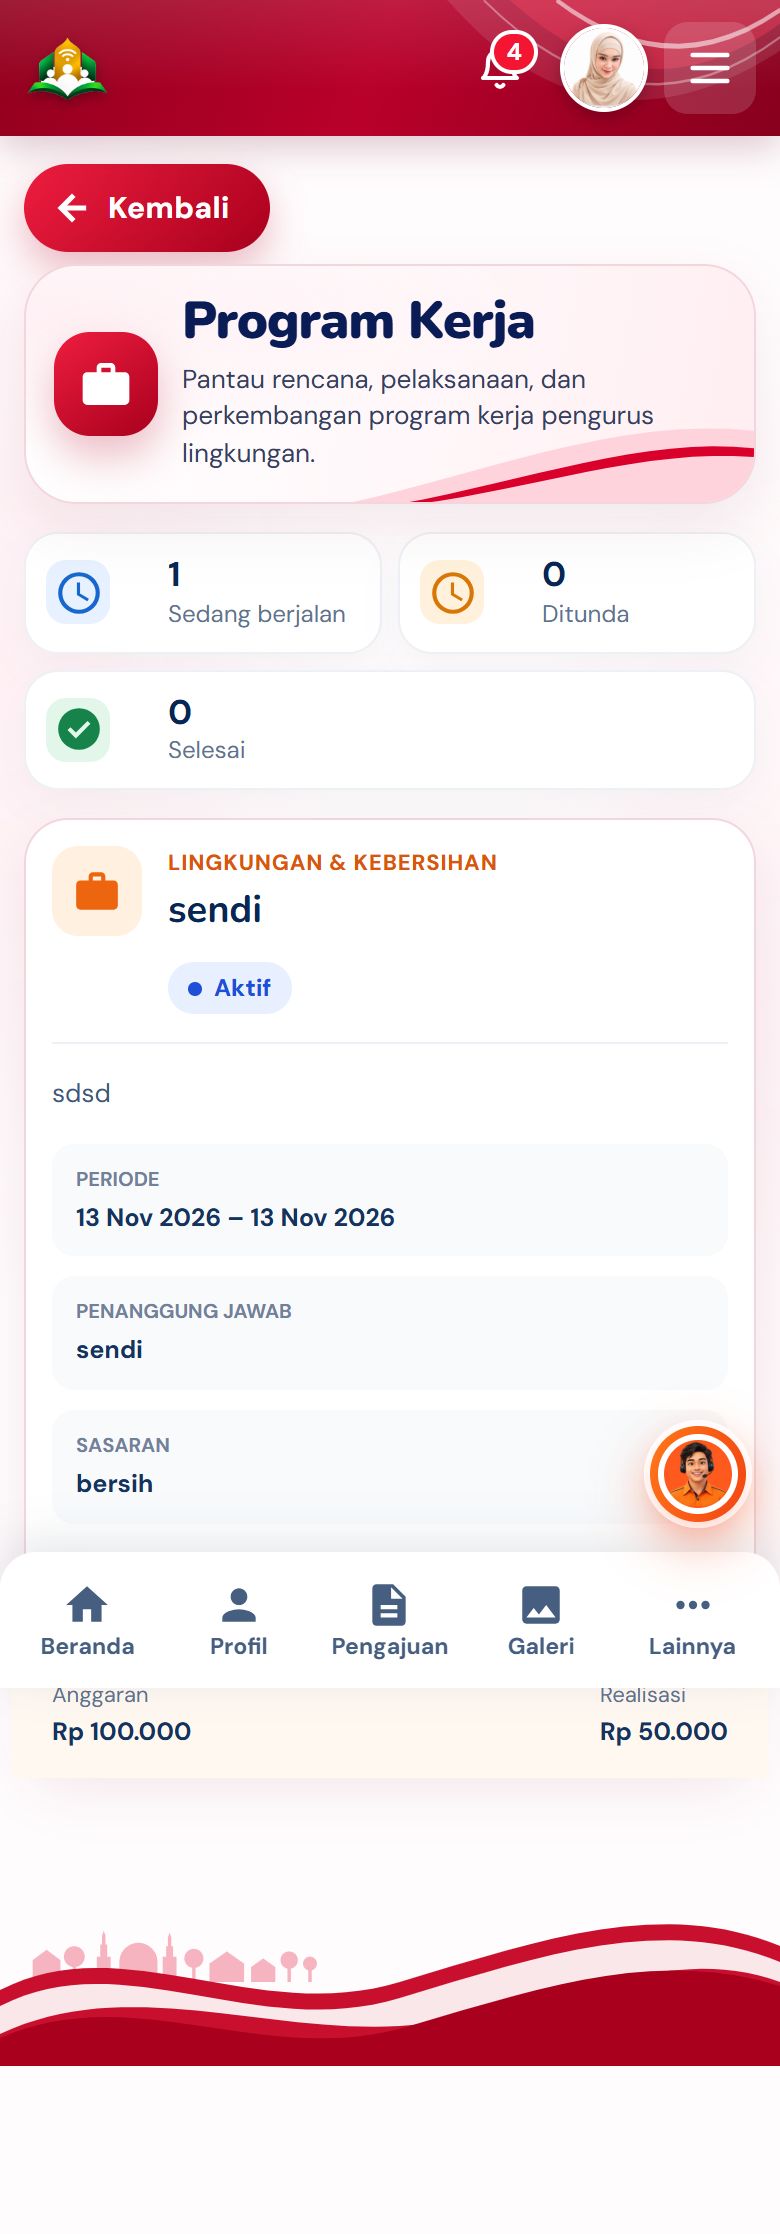 4
Kembali
Program Kerja
Pantau rencana, pelaksanaan, dan
perkembangan program kerja pengurus
lingkungan.
1
Sedang berjalan
0
Ditunda
0
Selesai
LINGKUNGAN & KEBERSIHAN
sendi
Aktif
sdsd
PERIODE
13 Nov 2026 – 13 Nov 2026
PENANGGUNG JAWAB
sendi
SASARAN
bersih
Beranda
Profil
Pengajuan
Galeri
Lainnya
Anggaran
Realisasi
Rp 100.000
Rp 50.000